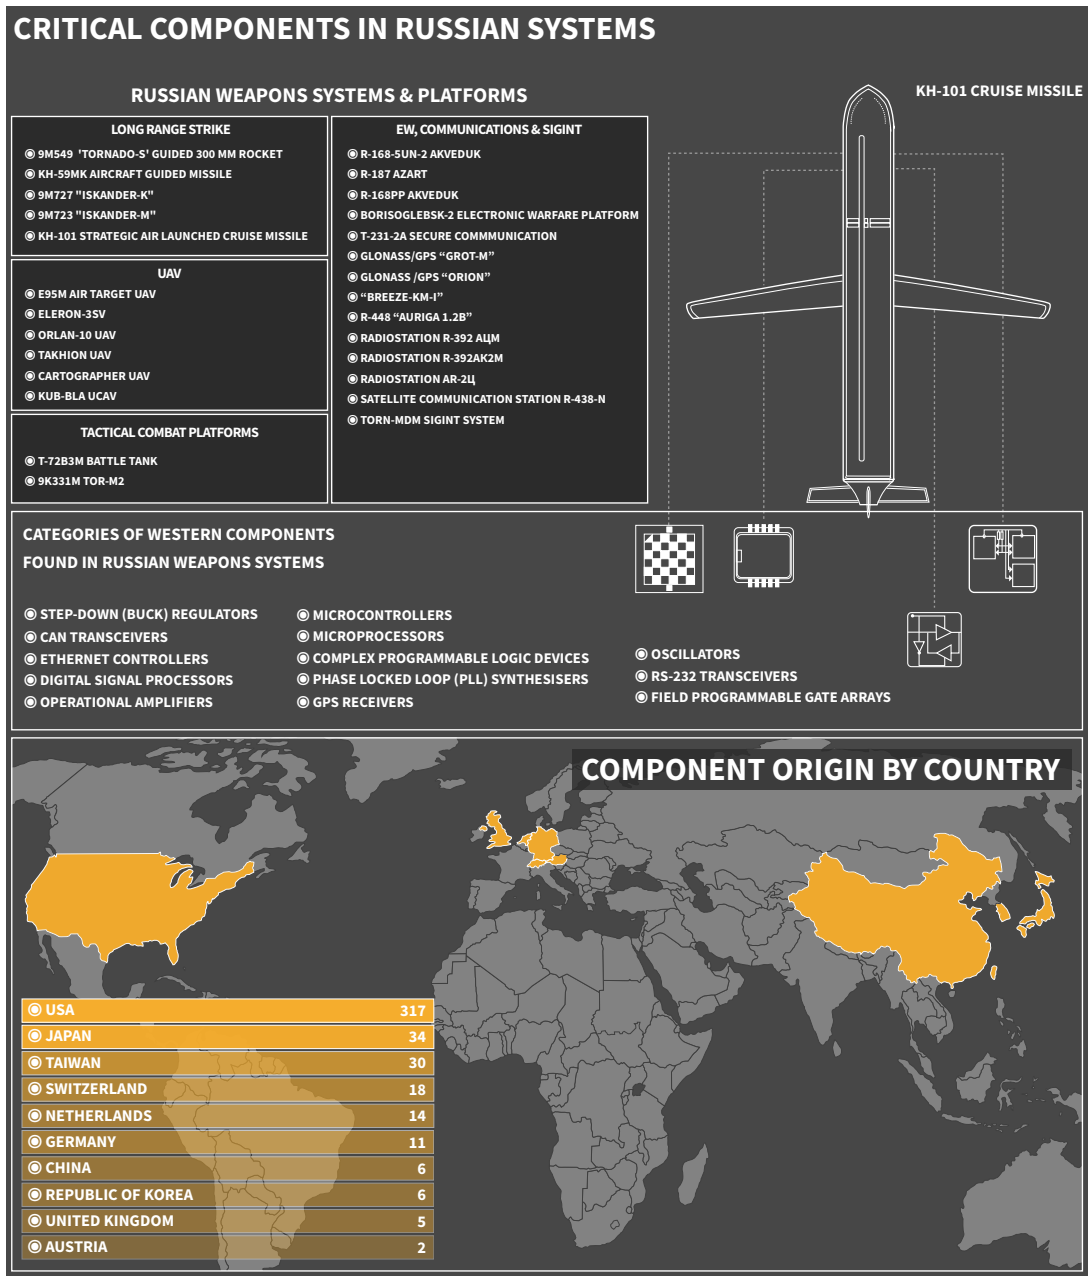 CRITICAL COMPONENTS IN RUSSIAN SYSTEMS
RUSSIAN WEAPONS SYSTEMS & PLATFORMS
KH-101 CRUISE MISSILE
LONG RANGE STRIKE
9M549 'TORNADO-S' GUIDED 300 MM ROCKET
KH-59MK AIRCRAFT GUIDED MISSILE
9M727 "ISKANDER-K"
9M723 "ISKANDER-M"
KH-101 STRATEGIC AIR LAUNCHED CRUISE MISSILE
UAV
E95M AIR TARGET UAV
ELERON-3SV
ORLAN-10 UAV
TAKHION UAV
CARTOGRAPHER UAV
KUB-BLA UCAV
TACTICAL COMBAT PLATFORMS
T-72B3M BATTLE TANK
9K331M TOR-M2
EW, COMMUNICATIONS & SIGINT
R-168-5UN-2 AKVEDUK
R-187 AZART
R-168PP AKVEDUK
BORISOGLEBSK-2 ELECTRONIC WARFARE PLATFORM
T-231-2A SECURE COMMMUNICATION
GLONASS/GPS “GROT-M”
GLONASS /GPS “ORION”
“BREEZE-KM-I”
R-448 “AURIGA 1.2B”
RADIOSTATION R-392 АЦМ
RADIOSTATION R-392AK2M
RADIOSTATION AR-2Ц
SATELLITE COMMUNICATION STATION R-438-N
TORN-MDM SIGINT SYSTEM
CATEGORIES OF WESTERN COMPONENTS
FOUND IN RUSSIAN WEAPONS SYSTEMS
STEP-DOWN (BUCK) REGULATORS
CAN TRANSCEIVERS
ETHERNET CONTROLLERS
DIGITAL SIGNAL PROCESSORS
OPERATIONAL AMPLIFIERS
MICROCONTROLLERS
MICROPROCESSORS
COMPLEX PROGRAMMABLE LOGIC DEVICES
PHASE LOCKED LOOP (PLL) SYNTHESISERS
GPS RECEIVERS
OSCILLATORS
RS-232 TRANSCEIVERS
FIELD PROGRAMMABLE GATE ARRAYS
COMPONENT ORIGIN BY COUNTRY
USA 317
JAPAN 34
TAIWAN 30
SWITZERLAND 18
NETHERLANDS 14
GERMANY 11
CHINA 6
REPUBLIC OF KOREA 6
UNITED KINGDOM 5
AUSTRIA 2